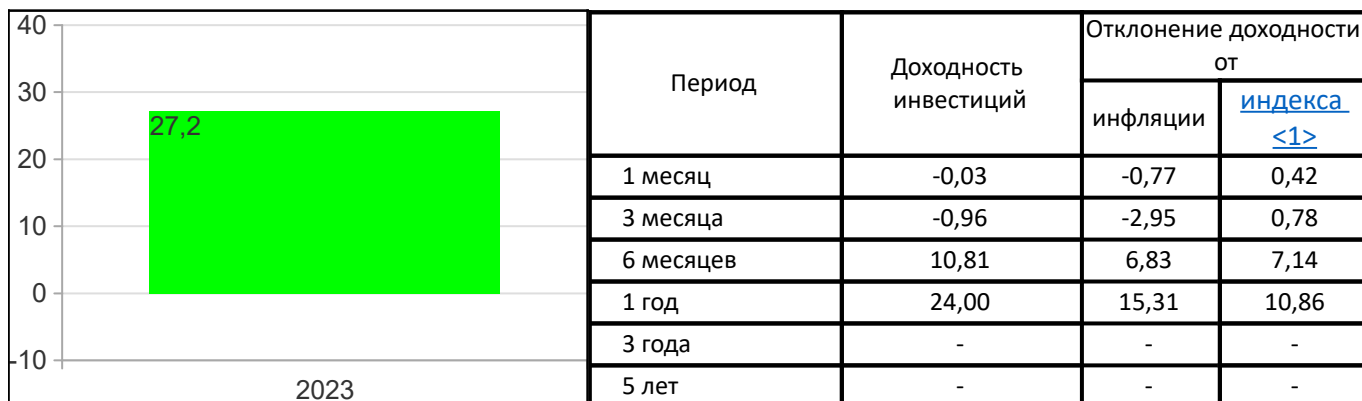 40
30
27,2
20
10
0
-10
2023
Отклонение доходности
от
Период
Доходность
инвестиций
инфляции
индекса
<1>
1 месяц -0,03 -0,77 0,42
3 месяца -0,96 -2,95 0,78
6 месяцев 10,81 6,83 7,14
1 год 24,00 15,31 10,86
3 года - - -
5 лет - - -